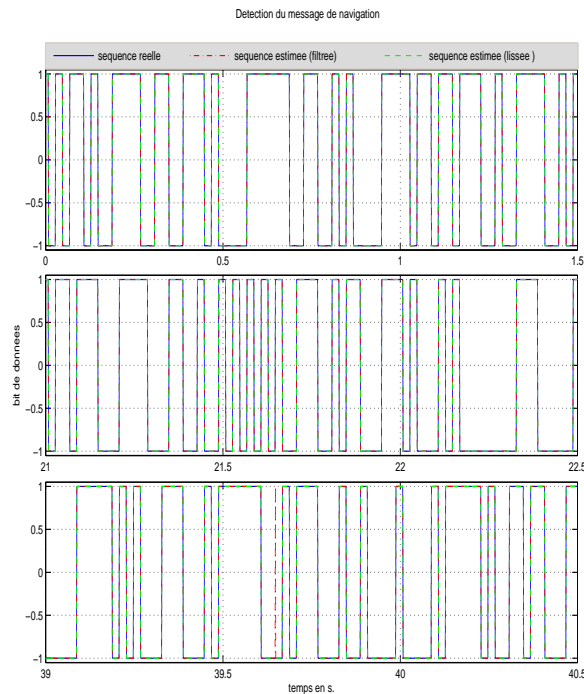 Detection du message de navigation
sequence reelle sequence estimee (filtree) sequence estimee (lissee )
1
0.5
0
−0.5
−1
0 0.5 1 1.5
1
0.5
0
−0.5
−1
21 21.5 22 22.5
bit de donnees
1
0.5
0
−0.5
−1
39 39.5 40 40.5
temps en s.